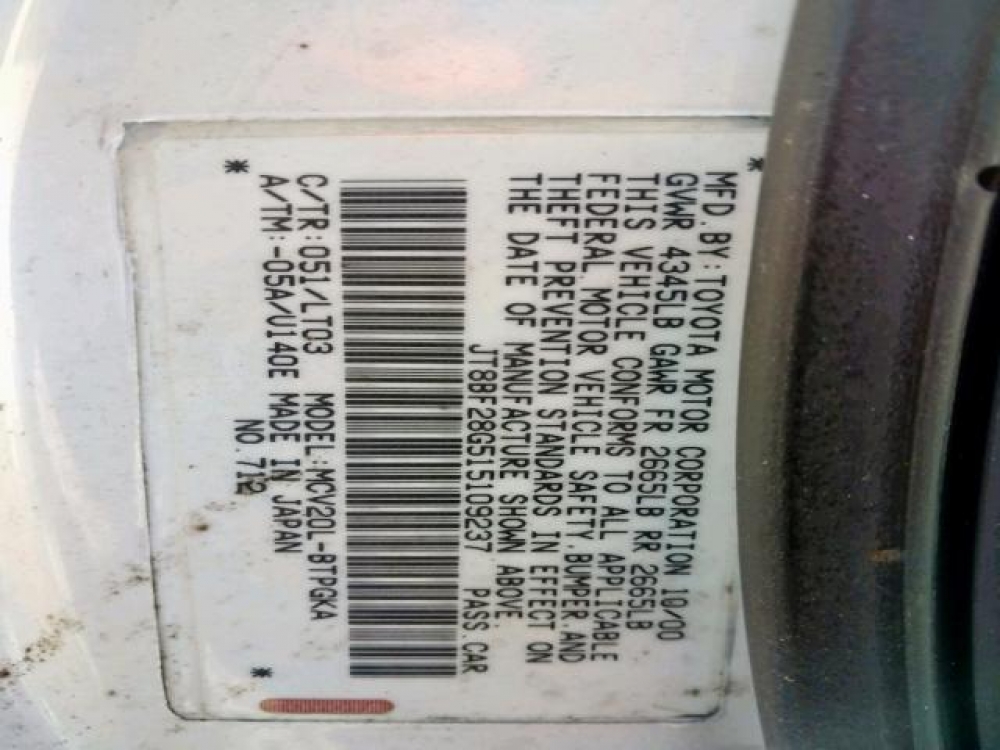 MFD. BY: TOYOTA MOTOR CORPORATION 10/00
GVWR 4345LB GAWR FR 2665LB RR 2665LB
THIS VEHICLE CONFORMS TO ALL APPLICABLE
FEDERAL MOTOR VEHICLE SAFETY, BUMPER, AND
THEFT PREVENTION STANDARDS IN EFFECT ON
THE DATE OF MANUFACTURE SHOWN ABOVE.
JT8BF28G515109237 PASS. CAR
C/TR: 051/LT03 MODEL: MCV20L-BTPGKA
A/TM: -05A/U140E MADE IN JAPAN
NO. 712